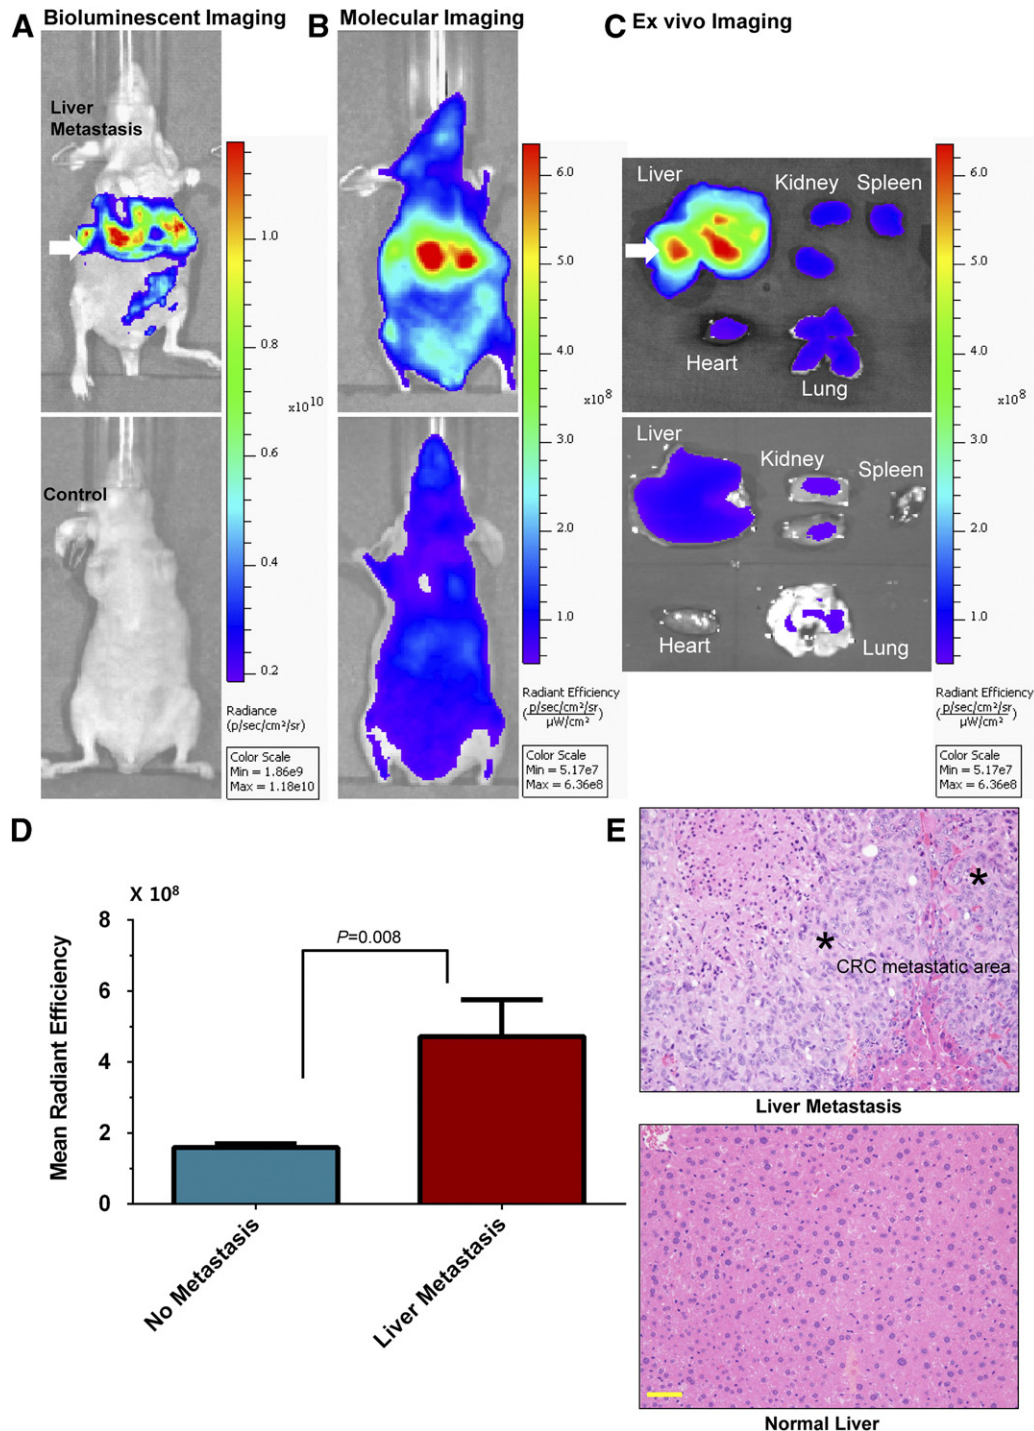 A Bioluminescent Imaging
B Molecular Imaging
C Ex vivo Imaging
Liver
Metastasis
1.0
0.8
x10^10
0.6
0.4
0.2
Radiance
(p/sec/cm²/sr)
Color Scale
Min = 1.86e9
Max = 1.18e10
Control
6.0
5.0
4.0
x10^8
3.0
2.0
1.0
Radiant Efficiency
(p/sec/cm²/sr)
µW/cm²
Color Scale
Min = 5.17e7
Max = 6.36e8
Liver
Kidney
Spleen
Heart
Lung
Liver
Kidney
Spleen
Heart
Lung
6.0
5.0
4.0
x10^8
3.0
2.0
1.0
Radiant Efficiency
(p/sec/cm²/sr)
µW/cm²
Color Scale
Min = 5.17e7
Max = 6.36e8
D
X 10⁸
Mean Radiant Efficiency
8
6
4
2
0
P=0.008
No Metastasis
Liver Metastasis
E
*
*
CRC metastatic area
Liver Metastasis
Normal Liver